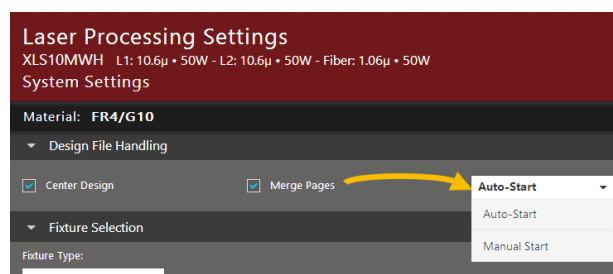 Laser Processing Settings
XLS10MWH L1: 10.6µ • 50W - L2: 10.6µ • 50W - Fiber: 1.06µ • 50W
System Settings
Material: FR4/G10
Design File Handling
Center Design Merge Pages Auto-Start
Auto-Start
Fixture Selection
Manual Start
Fixture Type: